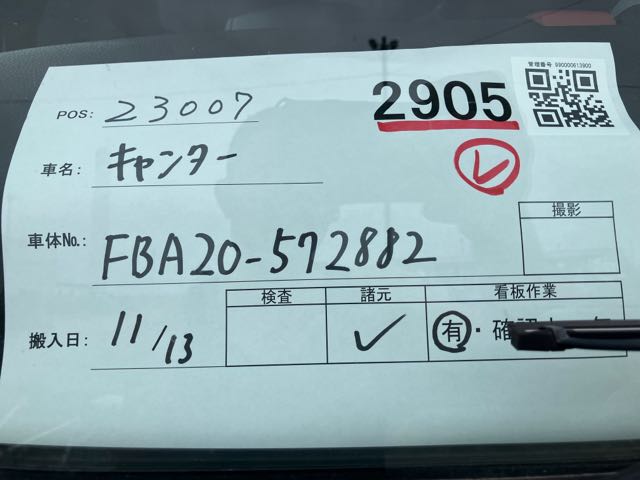 管理番号 990000613900
POS: 23007
2905
車名: キャンター
撮影
車体No.: FBA20-572882
検査 諸元 看板作業
搬入日: 11/13 ✓ 有・確認